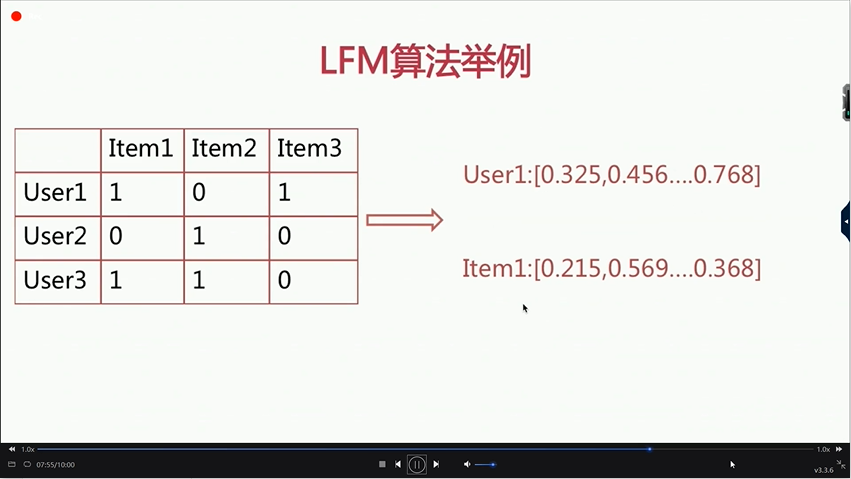 LFM算法举例
Item1 Item2 Item3
User1 1 0 1
User2 0 1 0
User3 1 1 0
User1:[0.325,0.456....0.768]
Item1:[0.215,0.569....0.368]
1.0x 1.0x
07:55/10:00
v3.3.6